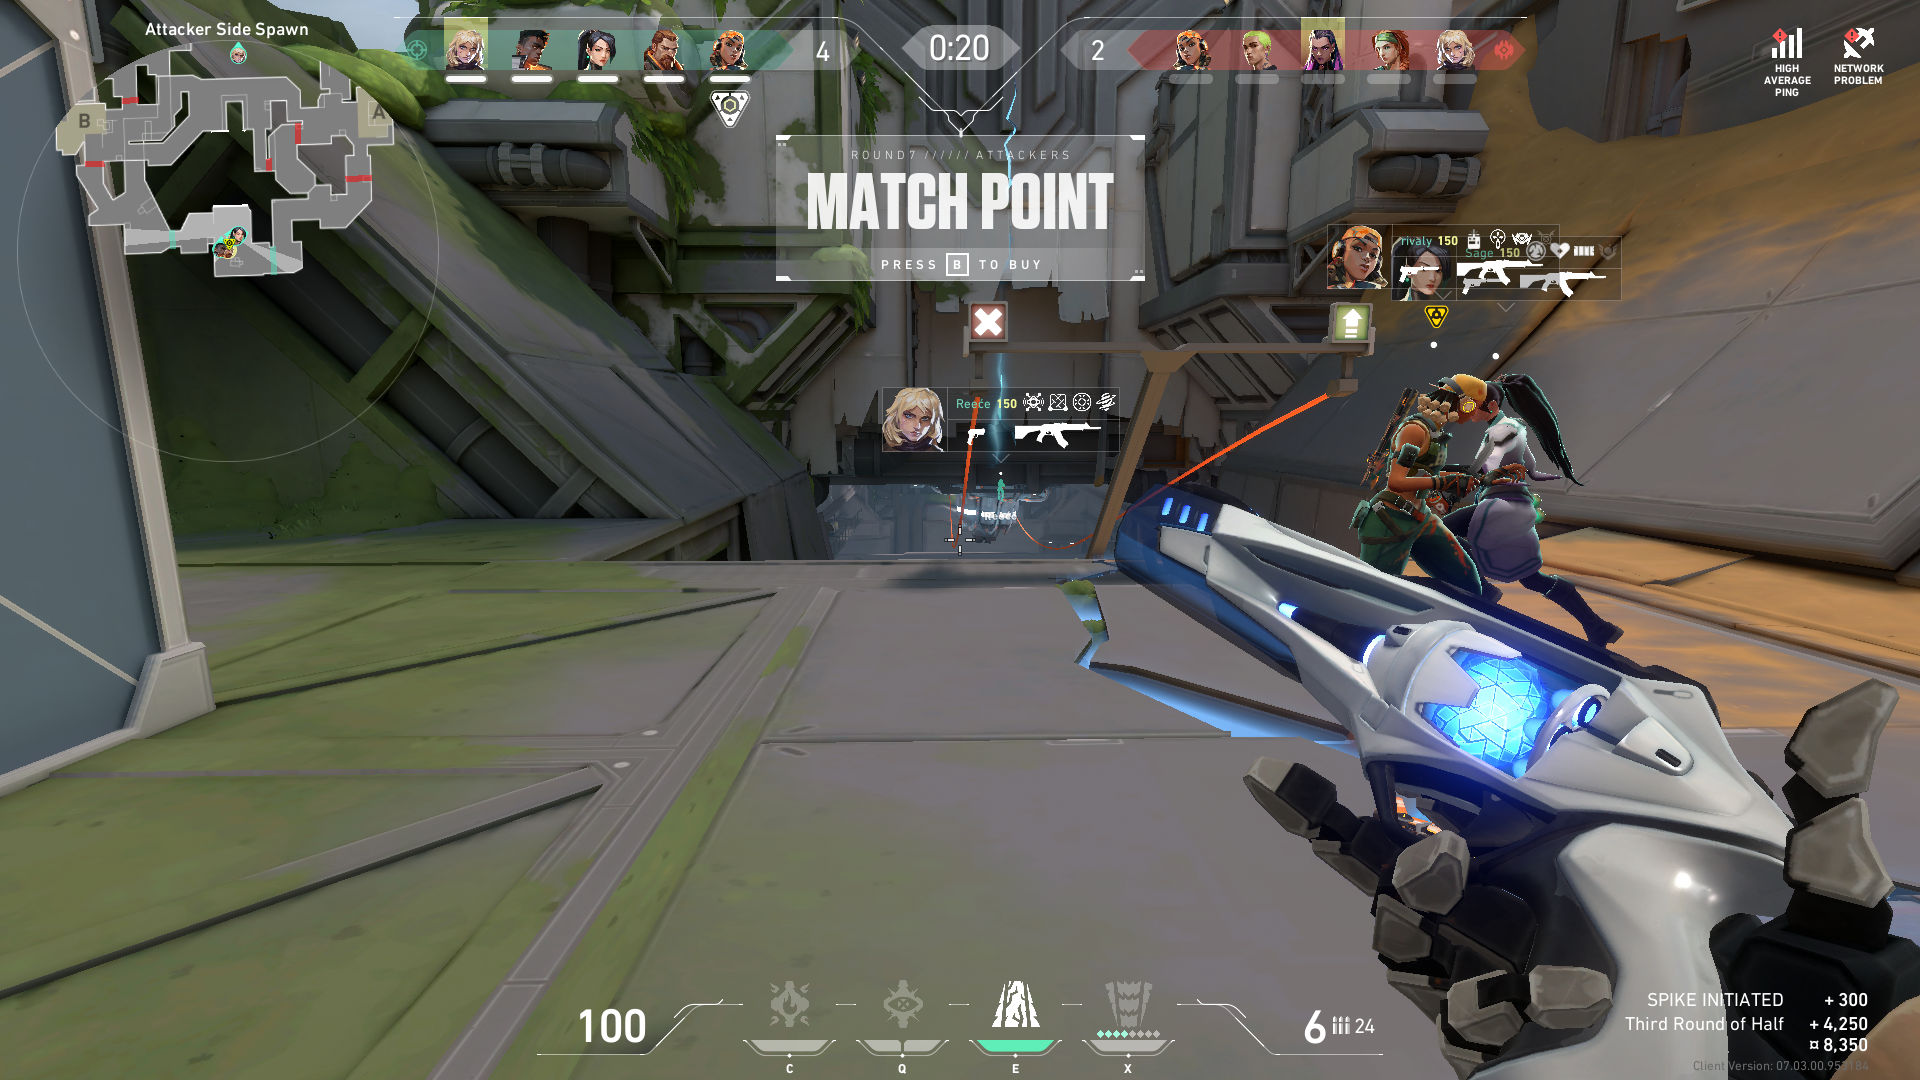 Attacker Side Spawn
4
0:20
2
HIGH
AVERAGE
PING
NETWORK
PROBLEM
B
A
ROUND 7 ////// ATTACKERS
MATCH POINT
PRESS B TO BUY
rivaly 150
Sage 150
Reece 150
100
6 24
C
Q
E
X
SPIKE INITIATED + 300
Third Round of Half + 4,250
¤ 8,350